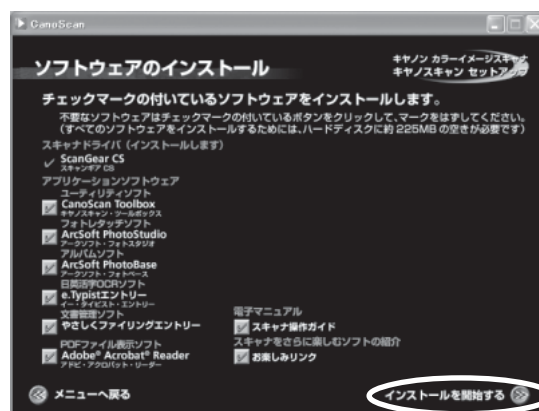 CanoScan
ソフトウェアのインストール
キヤノン カラーイメージスキャナ
キヤノスキャン セットアップ
チェックマークの付いているソフトウェアをインストールします。
不要なソフトウェアはチェックマークの付いているボタンをクリックして、マークをはずしてください。
(すべてのソフトウェアをインストールするためには、ハードディスクに約 225MB の空きが必要です)
スキャナドライバ (インストールします)
ScanGear CS
スキャンギア CS
アプリケーションソフトウェア
ユーティリティソフト
CanoScan Toolbox
キヤノスキャン・ツールボックス
フォトレタッチソフト
ArcSoft PhotoStudio
アークソフト・フォトスタジオ
アルバムソフト
ArcSoft PhotoBase
アークソフト・フォトベース
日英活字OCRソフト
e.Typistエントリー
イー・タイピスト・エントリー
文書管理ソフト
やさしくファイリングエントリー
PDFファイル表示ソフト
Adobe® Acrobat® Reader
アドビ・アクロバット・リーダー
電子マニュアル
スキャナ操作ガイド
スキャナをさらに楽しむソフトの紹介
お楽しみリンク
メニューへ戻る
インストールを開始する